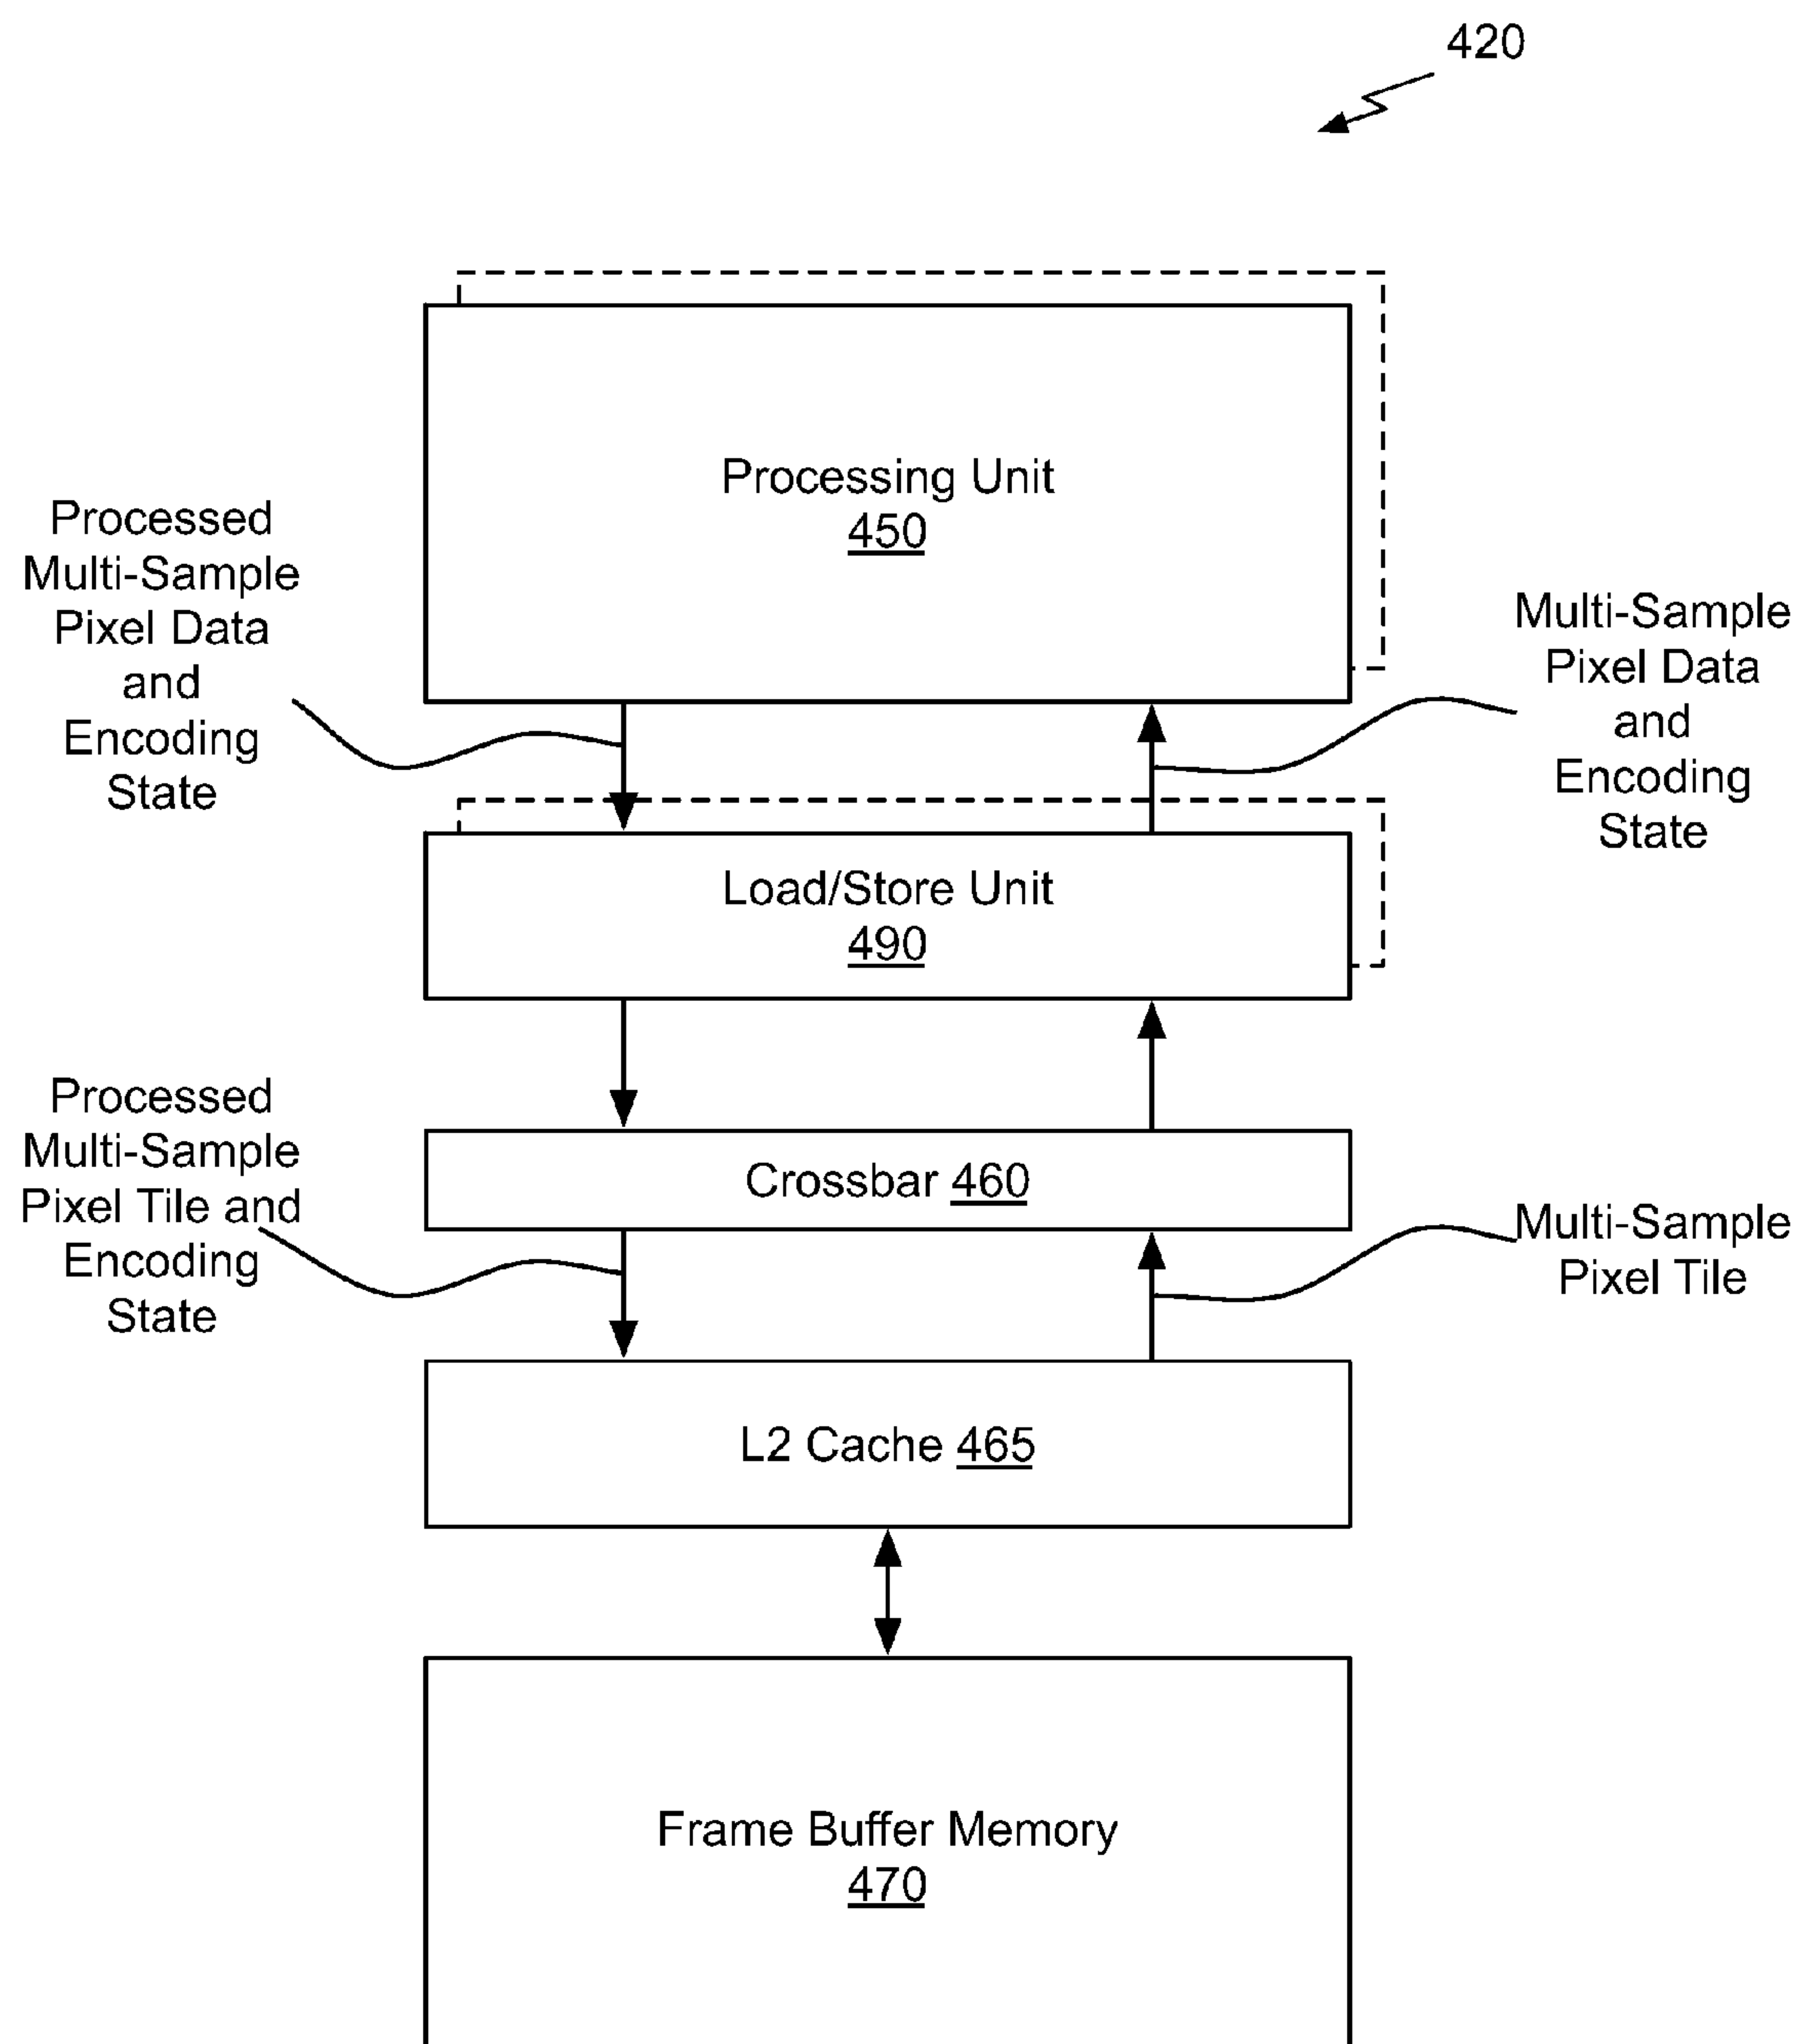 420
Processing Unit
450
Processed
Multi-Sample
Pixel Data
and
Encoding
State
Multi-Sample
Pixel Data
and
Encoding
State
Load/Store Unit
490
Processed
Multi-Sample
Pixel Tile and
Encoding
State
Crossbar 460
Multi-Sample
Pixel Tile
L2 Cache 465
Frame Buffer Memory
470